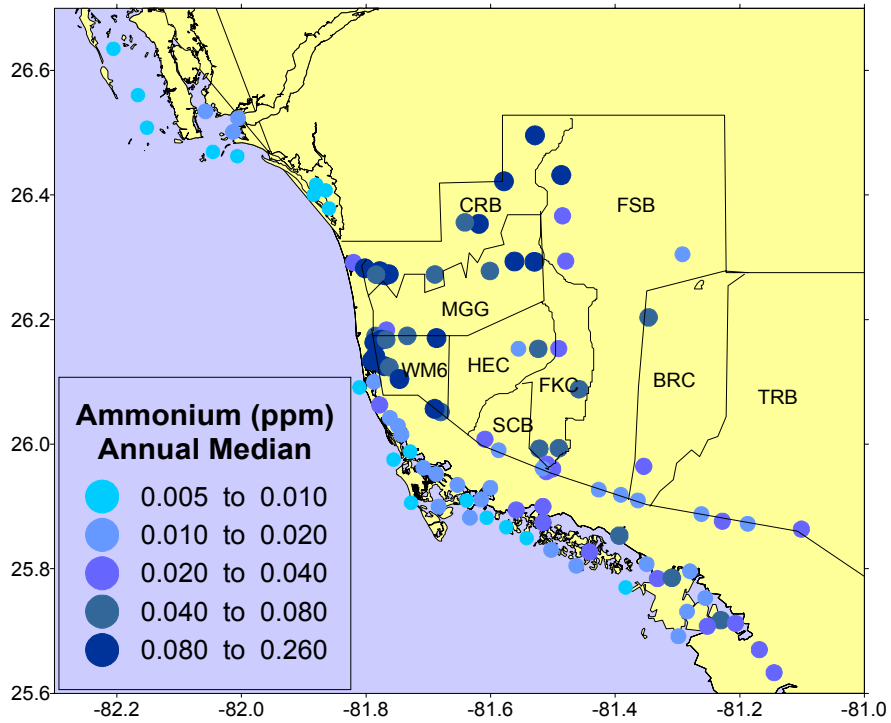 26.6
26.4
26.2
26.0
25.8
25.6
CRB
FSB
MGG
HEC
WM6
FKC
BRC
TRB
SCB
Ammonium (ppm)
Annual Median
0.005 to 0.010
0.010 to 0.020
0.020 to 0.040
0.040 to 0.080
0.080 to 0.260
-82.2 -82.0 -81.8 -81.6 -81.4 -81.2 -81.0